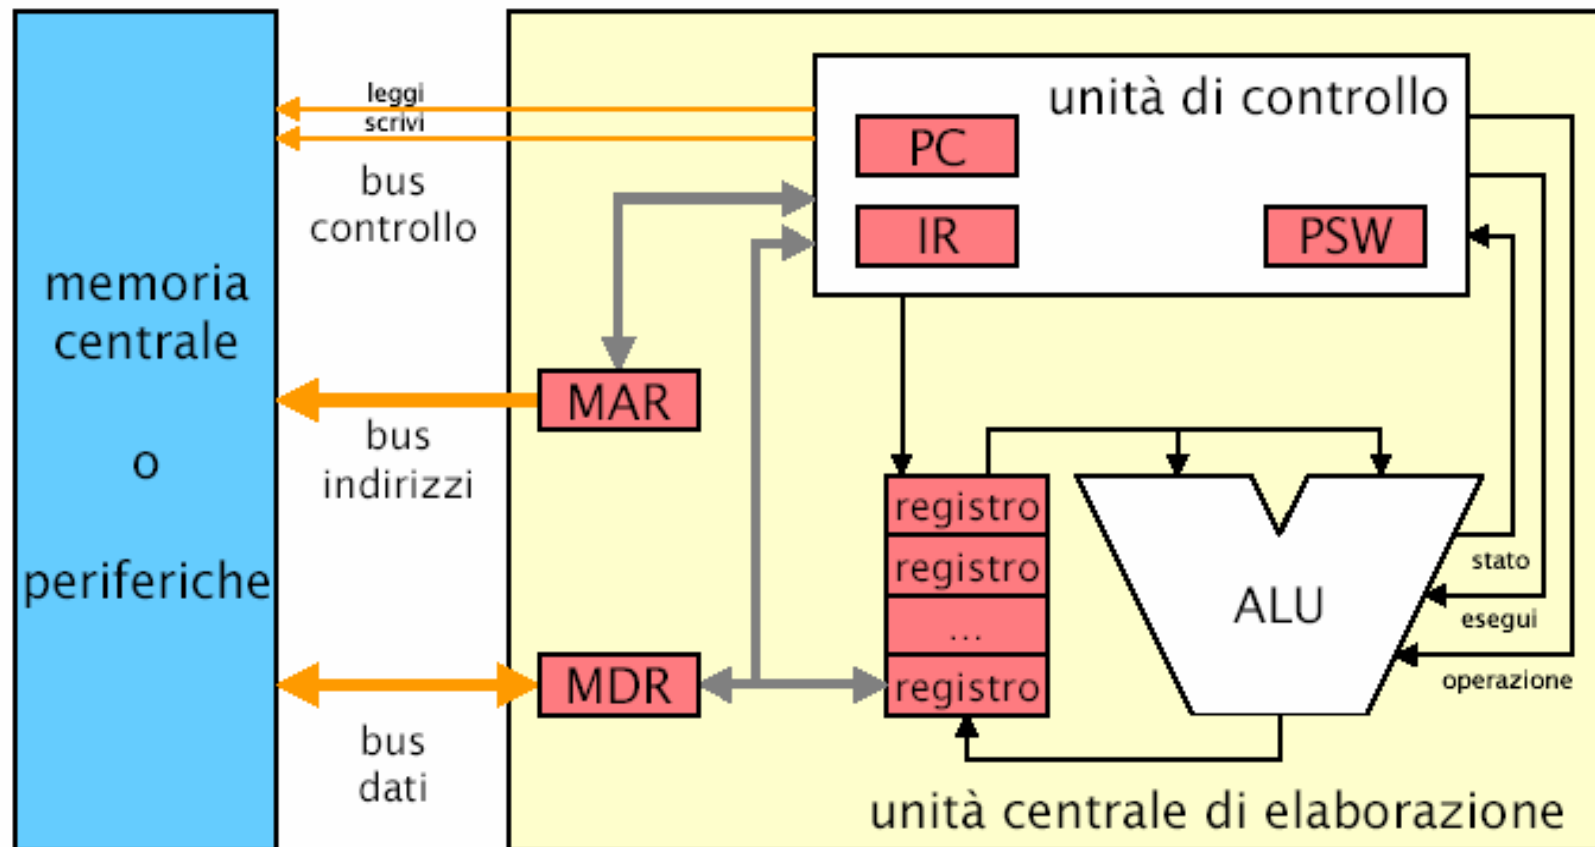 leggi
scrivi
bus
controllo
memoria
centrale
o
periferiche
bus
indirizzi
bus
dati
MAR
MDR
unità di controllo
PC
IR
PSW
registro
registro
...
registro
ALU
stato
esegui
operazione
unità centrale di elaborazione